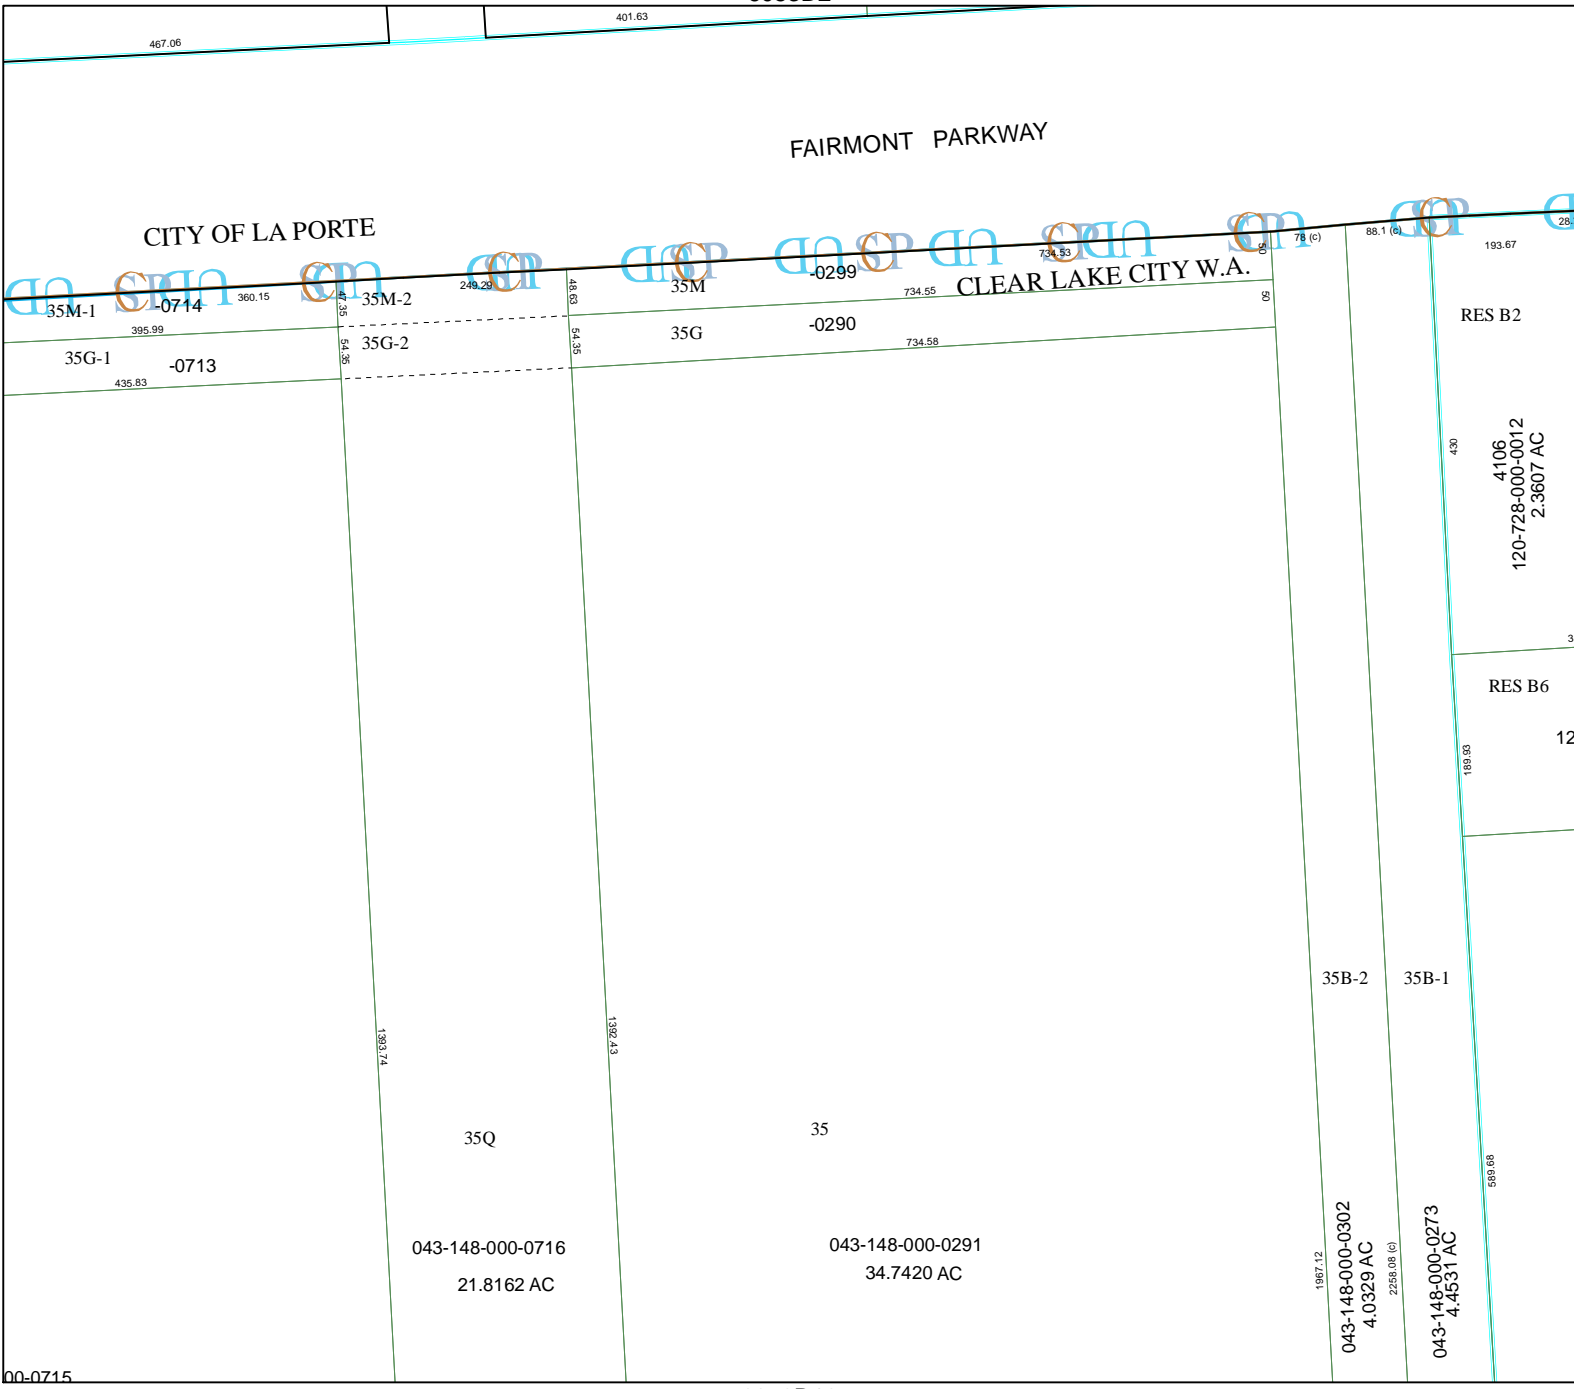 467.06
401.63
FAIRMONT PARKWAY
CITY OF LA PORTE
CLEAR LAKE CITY W.A.
35M-1
-0714
360.15
47.35
35M-2
249.29
48.63
35M
-0299
734.53
734.55
50
78 (c)
88.1 (c)
193.67
395.99
35G-1
-0713
435.83
54.35
35G-2
54.35
35G
-0290
734.58
50
RES B2
430
4106
120-728-000-0012
2.3607 AC
RES B6
189.93
35B-2
35B-1
1393.74
1392.43
35Q
35
589.68
043-148-000-0716
21.8162 AC
043-148-000-0291
34.7420 AC
1967.12
043-148-000-0302
4.0329 AC
2258.08 (c)
043-148-000-0273
4.4531 AC
00-0715